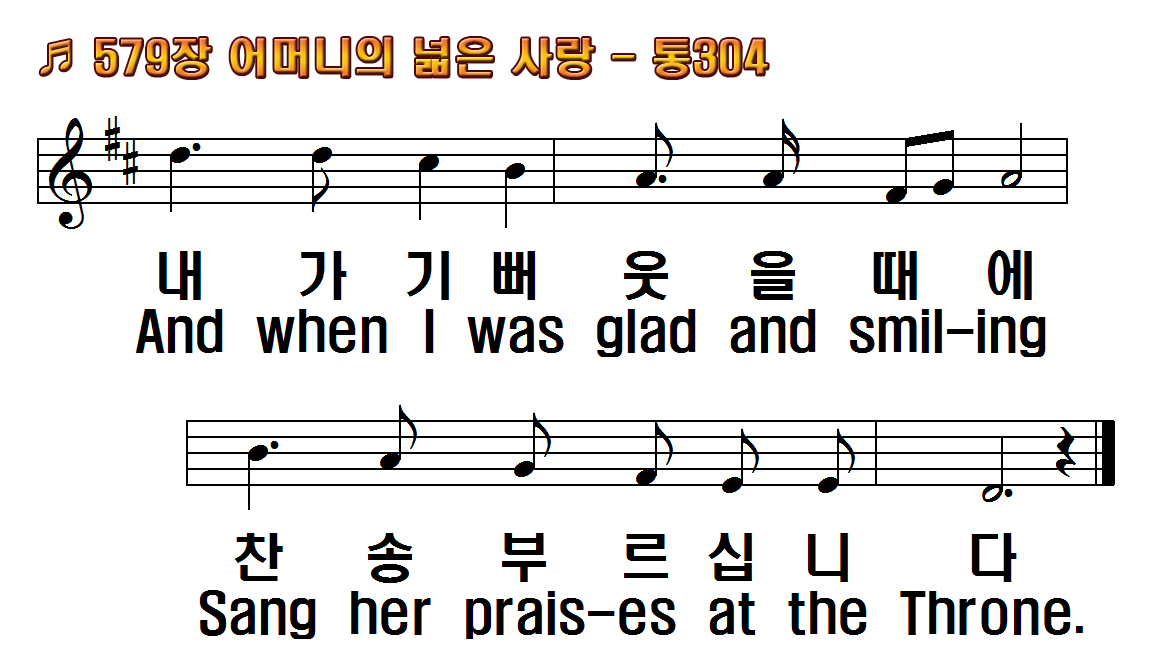 ♬ 579장 어머니의 넓은 사랑 - 통304
내 가 기 뻐 웃 을 때 에
And when I was glad and smil-ing
찬 송 부 르 십 니 다
Sang her prais-es at the Throne.